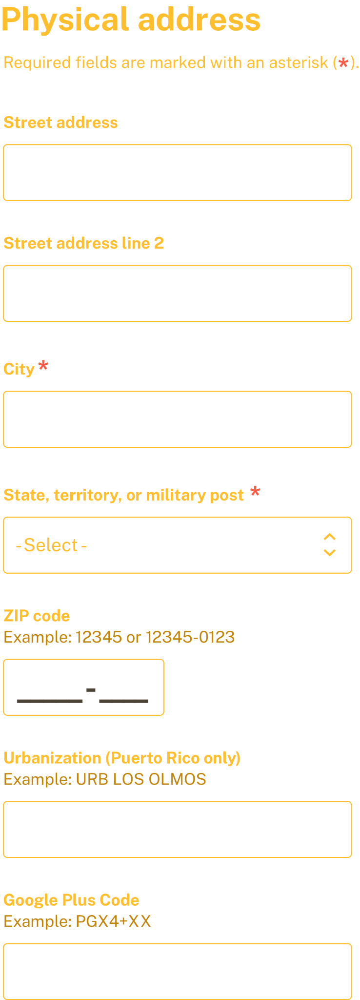 Physical address
Required fields are marked with an asterisk (*).
Street address
Street address line 2
City *
State, territory, or military post *
- Select -
ZIP code
Example: 12345 or 12345-0123
_____-____
Urbanization (Puerto Rico only)
Example: URB LOS OLMOS
Google Plus Code
Example: PGX4+XX